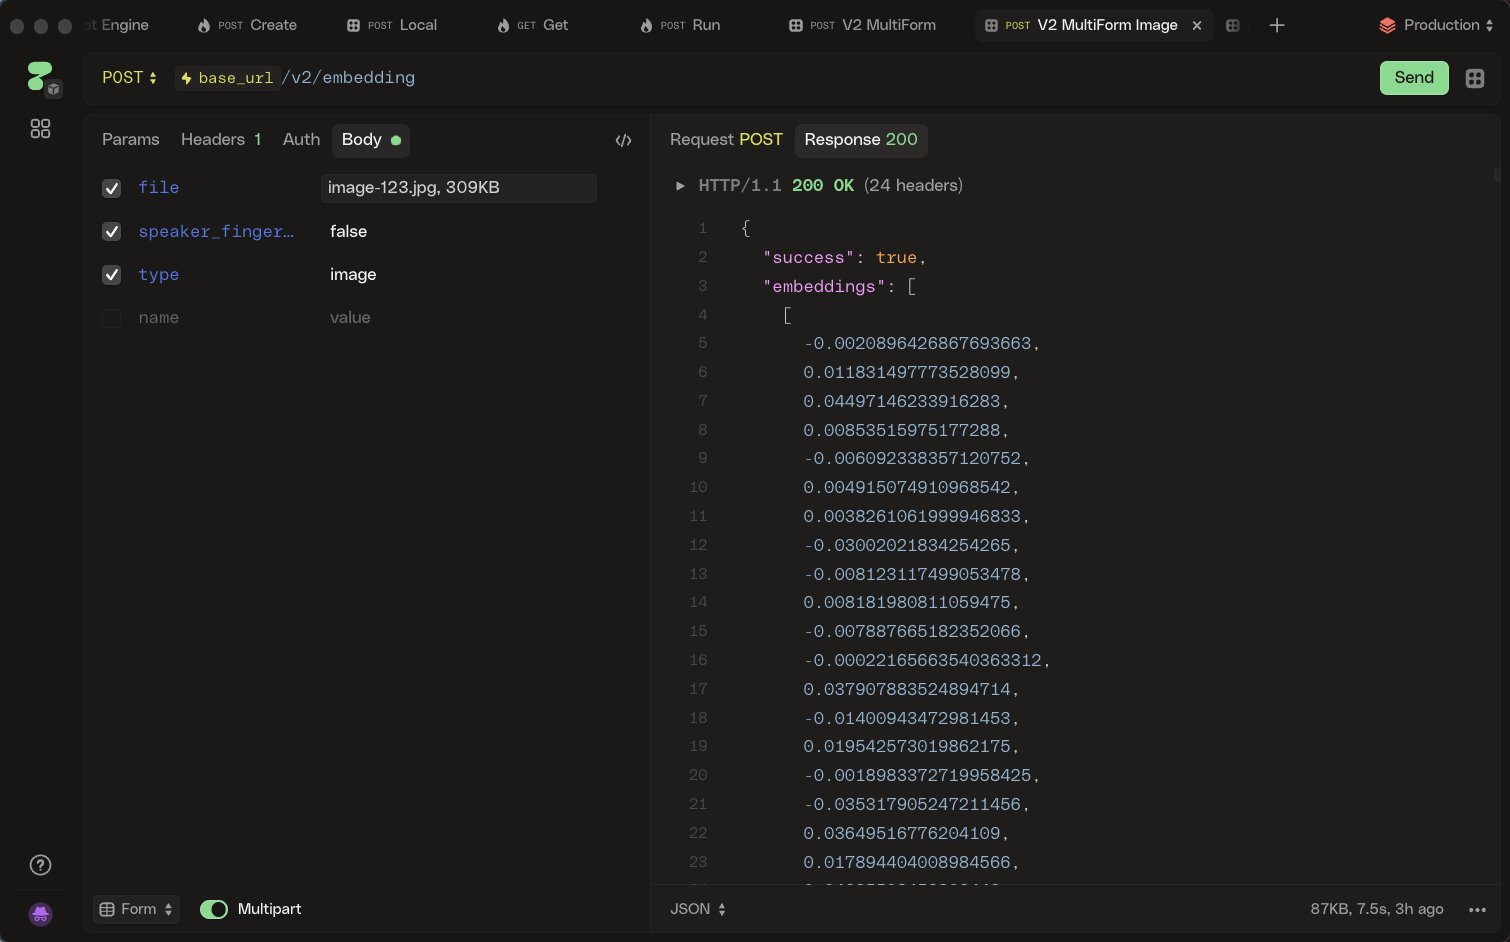 ot Engine POST Create POST Local GET Get POST Run POST V2 MultiForm POST V2 MultiForm Image × + Production
POST base_url/v2/embedding Send
Params Headers 1 Auth Body </>
file image-123.jpg, 309KB
speaker_finger… false
type image
name value
Form Multipart
Request POST Response 200
HTTP/1.1 200 OK (24 headers)
1 {
2 "success": true,
3 "embeddings": [
4 [
5 -0.0020896426867693663,
6 0.011831497773528099,
7 0.04497146233916283,
8 0.00853515975177288,
9 -0.006092338357120752,
10 0.004915074910968542,
11 0.0038261061999946833,
12 -0.03002021834254265,
13 -0.008123117499053478,
14 0.008181980811059475,
15 -0.007887665182352066,
16 -0.00022165663540363312,
17 0.037907883524894714,
18 -0.01400943472981453,
19 0.019542573019862175,
20 -0.0018983372719958425,
21 -0.035317905247211456,
22 0.03649516776204109,
23 0.017894404008984566,
JSON 87KB, 7.5s, 3h ago